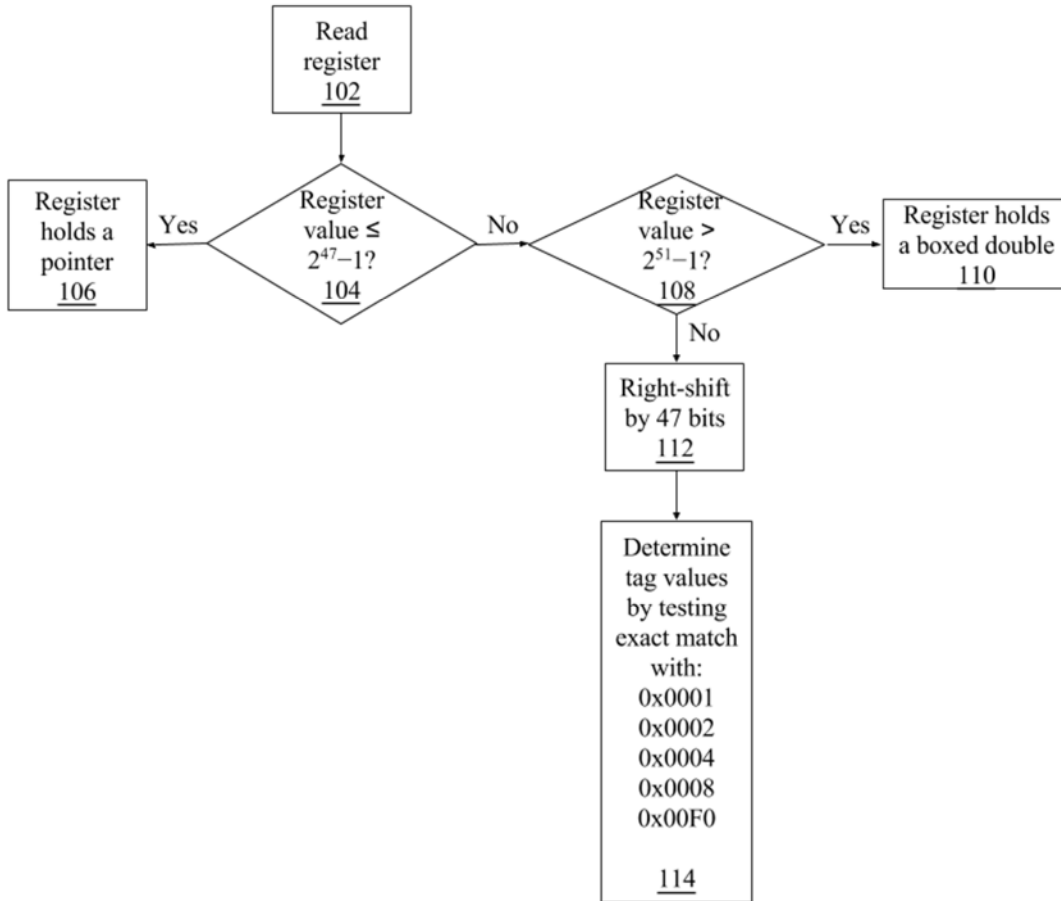 Read
register
102
Register
value ≤
2⁴⁷−1?
104
Yes
Register
holds a
pointer
106
No
Register
value >
2⁵¹−1?
108
Yes
Register holds
a boxed double
110
No
Right-shift
by 47 bits
112
Determine
tag values
by testing
exact match
with:
0x0001
0x0002
0x0004
0x0008
0x00F0
114